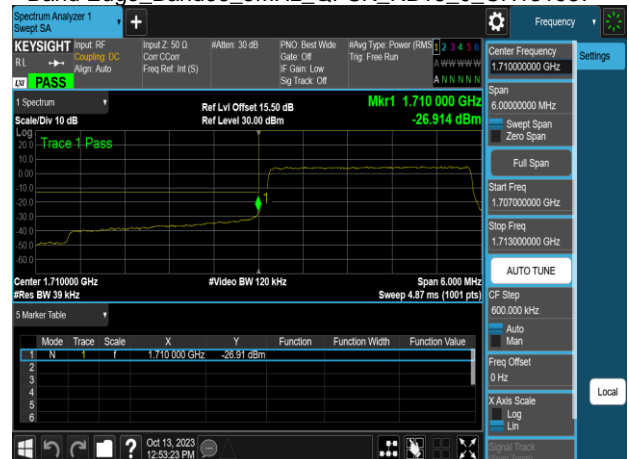 Spectrum Analyzer 1
Swept SA
Frequency
KEYSIGHT
Input: RF
Input Z: 50 Ω
#Atten: 30 dB
PNO: Best Wide
#Avg Type: Power (RMS)
1 2 3 4 5 6
RL
Coupling: DC
Corr CCorr
Gate: Off
Trig: Free Run
A W W W W W
Align: Auto
Freq Ref: Int (S)
IF Gain: Low
LXI
PASS
Sig Track: Off
A N N N N N
1 Spectrum
Ref Lvl Offset 15.50 dB
Mkr1 1.710 000 GHz
Scale/Div 10 dB
Ref Level 30.00 dBm
-26.914 dBm
Log
Trace 1 Pass
20.0
10.0
0.00
-10.0
-20.0
-30.0
-40.0
-50.0
-60.0
1
Center 1.710000 GHz
#Video BW 120 kHz
Span 6.000 MHz
#Res BW 39 kHz
Sweep 4.87 ms (1001 pts)
5 Marker Table
Mode Trace Scale X Y Function Function Width Function Value
1 N 1 f 1.710 000 GHz -26.91 dBm
2
3
4
5
6
Oct 13, 2023
12:53:23 PM
Center Frequency
1.710000000 GHz
Settings
Span
6.00000000 MHz
Swept Span
Zero Span
Full Span
Start Freq
1.707000000 GHz
Stop Freq
1.713000000 GHz
AUTO TUNE
CF Step
600.000 kHz
Auto
Man
Freq Offset
0 Hz
Local
X Axis Scale
Log
Lin
Signal Track